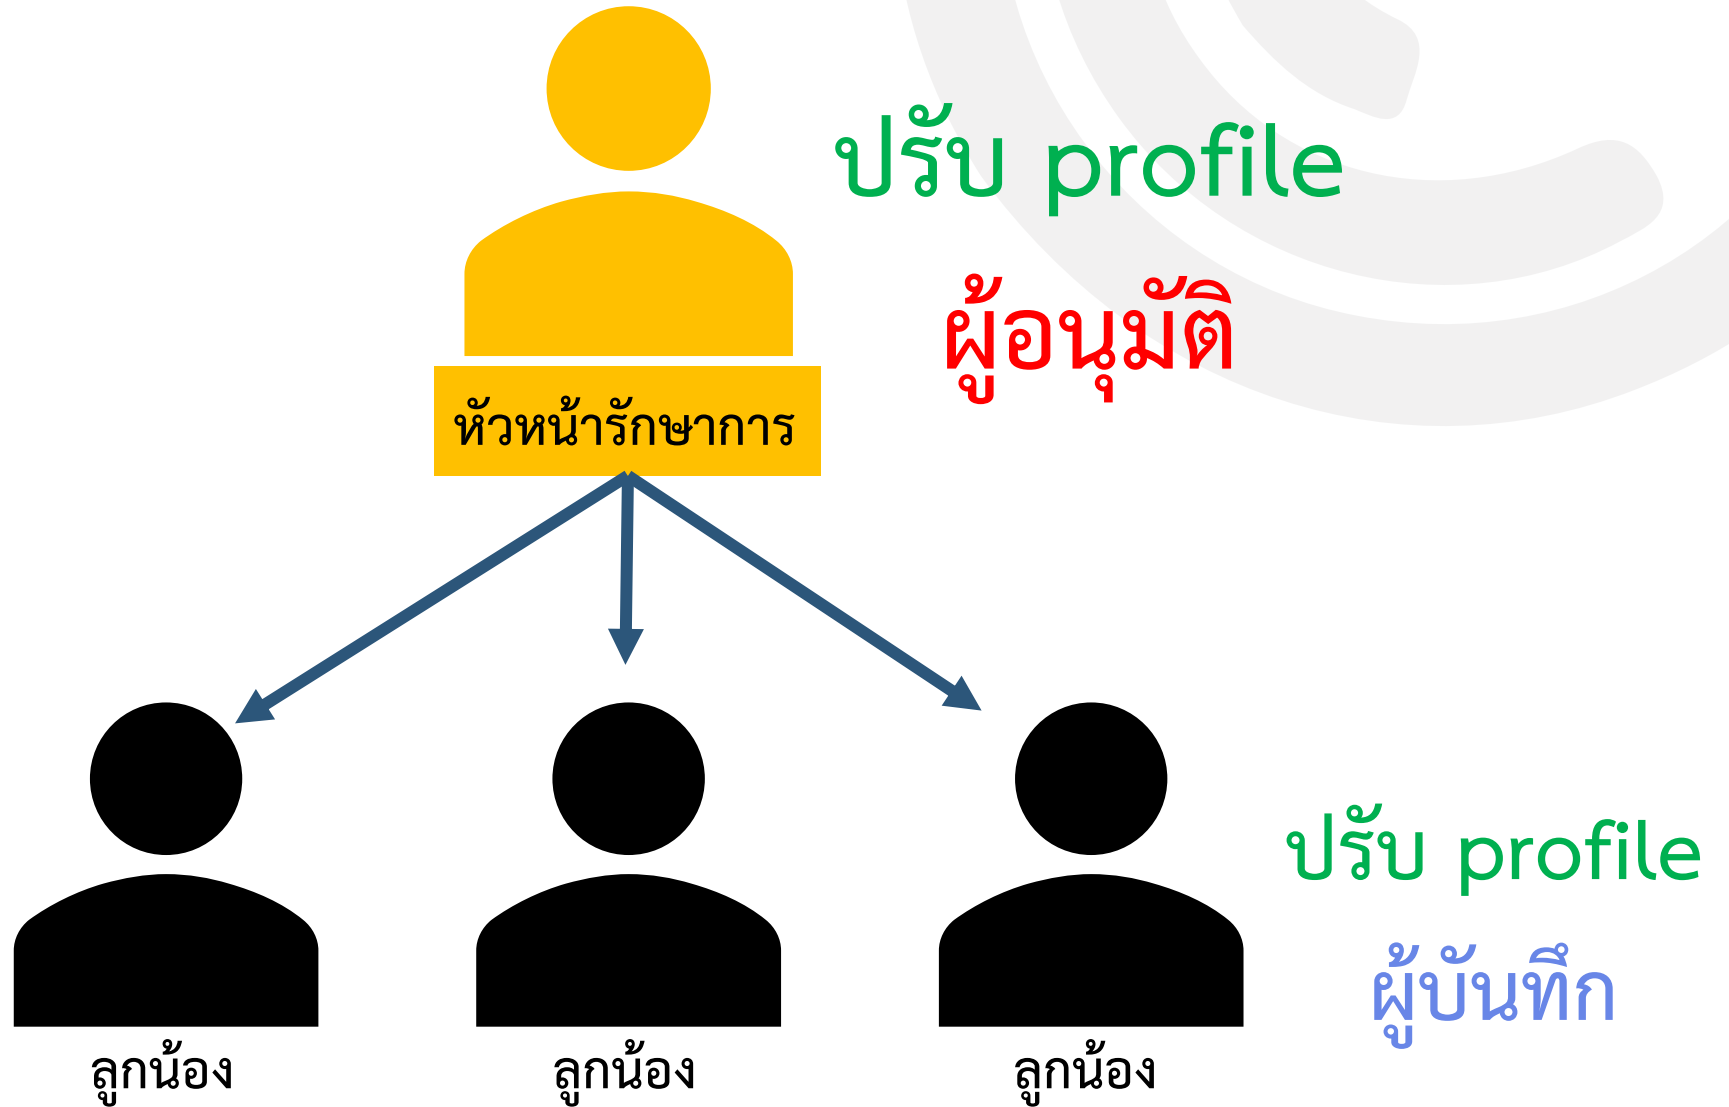 ปรับ profile
ผู้อนุมัติ
หัวหน้ารักษาการ
ปรับ profile
ผู้บันทึก
ลูกน้อง
ลูกน้อง
ลูกน้อง